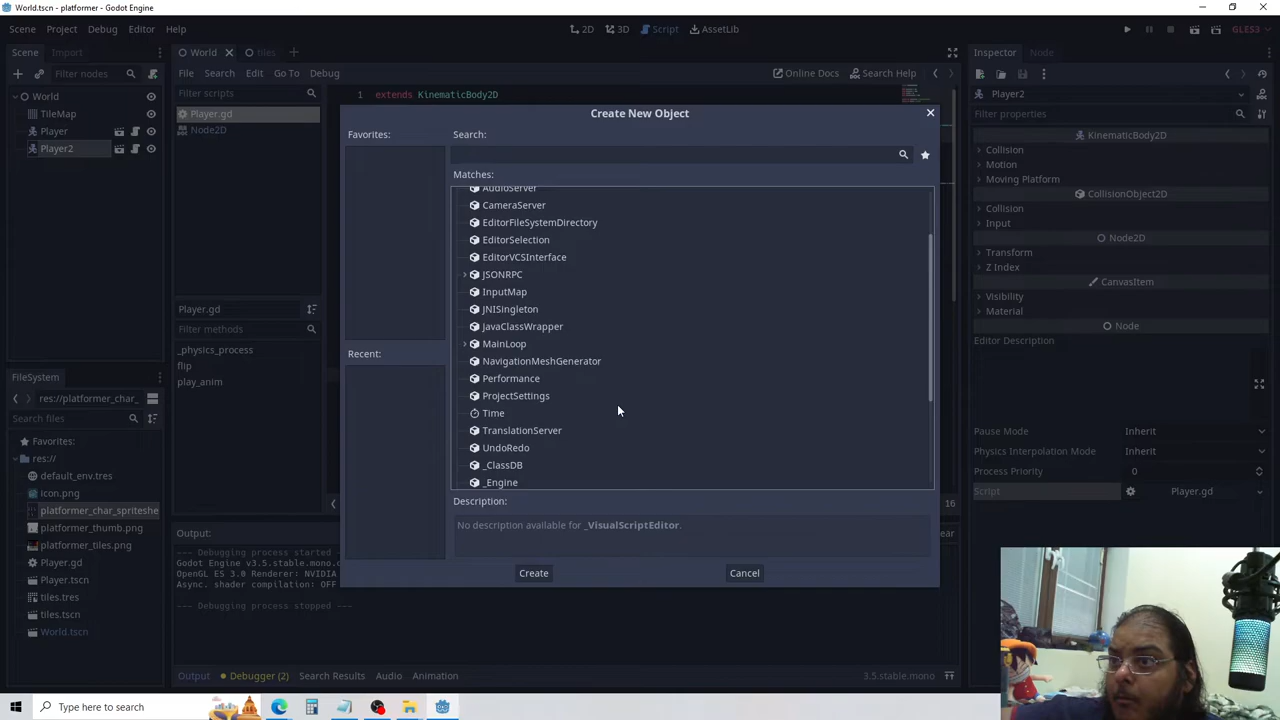 World.tscn - platformer - Godot Engine
Scene Project Debug Editor Help
2D 3D Script AssetLib
GLES3
Scene Import
Filter nodes
World
TileMap
Player
Player2
World tiles
File Search Edit Go To Debug
Online Docs Search Help
Filter scripts
Player.gd
Node2D
1 extends KinematicBody2D
Player.gd
Filter methods
_physics_process
flip
play_anim
Create New Object
Favorites:
Recent:
Search:
Matches:
AudioServer
CameraServer
EditorFileSystemDirectory
EditorSelection
EditorVCSInterface
JSONRPC
InputMap
JNISingleton
JavaClassWrapper
MainLoop
NavigationMeshGenerator
Performance
ProjectSettings
Time
TranslationServer
UndoRedo
_ClassDB
_Engine
Description:
No description available for _VisualScriptEditor.
Create Cancel
Inspector Node
Player2
Filter properties
KinematicBody2D
Collision
Motion
Moving Platform
CollisionObject2D
Collision
Input
Node2D
Transform
Z Index
CanvasItem
Visibility
Material
Node
Editor Description
Pause Mode Inherit
Physics Interpolation Mode Inherit
Process Priority 0
Script Player.gd
FileSystem
res://platformer_char_
Search files
Favorites:
res://
default_env.tres
icon.png
platformer_char_spriteshe
platformer_thumb.png
platformer_tiles.png
Player.gd
Player.tscn
tiles.tres
tiles.tscn
World.tscn
16
Output:
ear
--- Debugging process started
Godot Engine v3.5.stable.mono.
OpenGL ES 3.0 Renderer: NVIDIA
Async. shader compilation: OFF
--- Debugging process stopped ---
Output Debugger (2) Search Results Audio Animation
3.5.stable.mono
Type here to search